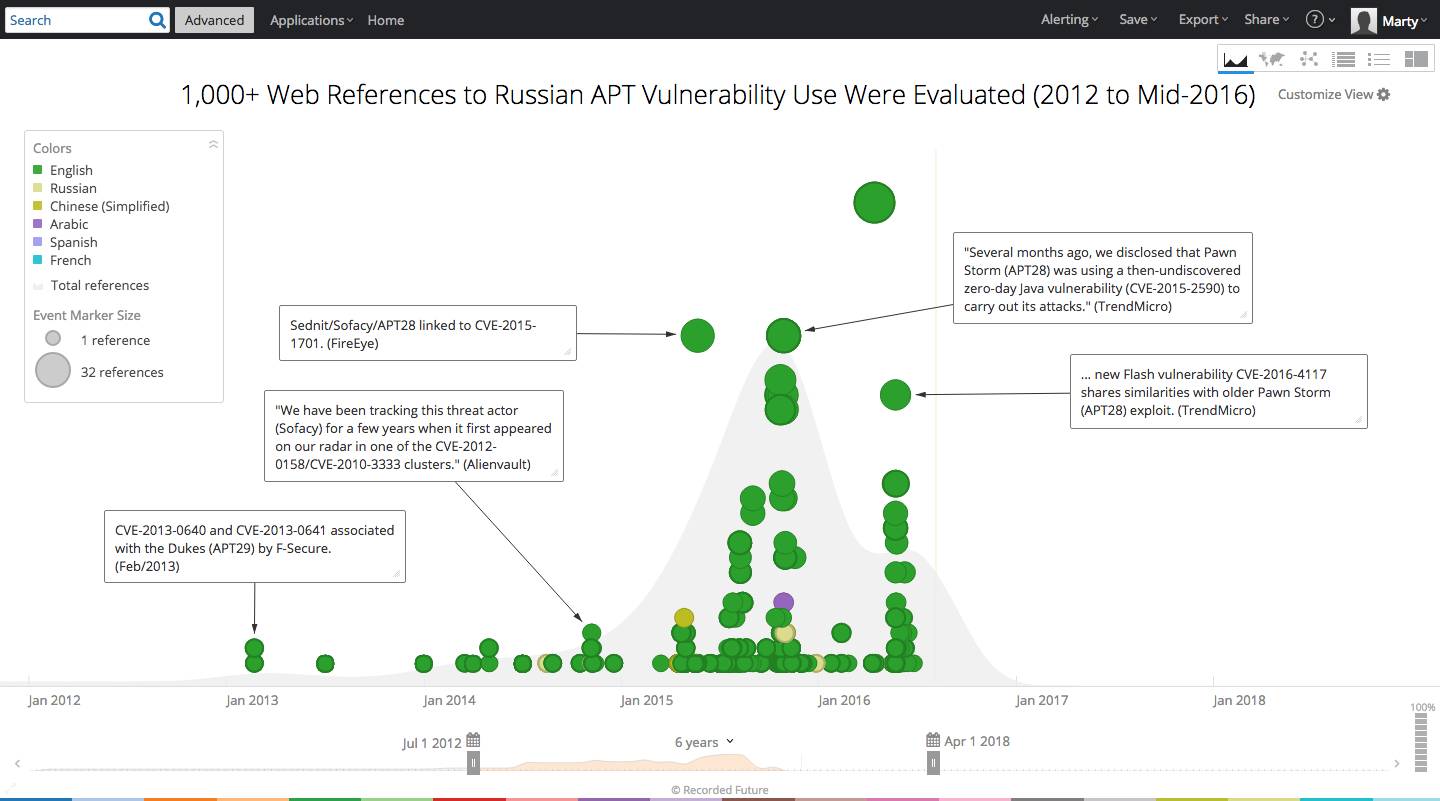 Search
Advanced
Applications
Home
Alerting
Save
Export
Share
?
Marty
1,000+ Web References to Russian APT Vulnerability Use Were Evaluated (2012 to Mid-2016)
Customize View
Colors
English
Russian
Chinese (Simplified)
Arabic
Spanish
French
Total references
Event Marker Size
1 reference
32 references
"Several months ago, we disclosed that Pawn
Storm (APT28) was using a then-undiscovered
zero-day Java vulnerability (CVE-2015-2590) to
carry out its attacks." (TrendMicro)
Sednit/Sofacy/APT28 linked to CVE-2015-
1701. (FireEye)
... new Flash vulnerability CVE-2016-4117
shares similarities with older Pawn Storm
(APT28) exploit. (TrendMicro)
"We have been tracking this threat actor
(Sofacy) for a few years when it first appeared
on our radar in one of the CVE-2012-
0158/CVE-2010-3333 clusters." (Alienvault)
CVE-2013-0640 and CVE-2013-0641 associated
with the Dukes (APT29) by F-Secure.
(Feb/2013)
Jan 2012
Jan 2013
Jan 2014
Jan 2015
Jan 2016
Jan 2017
Jan 2018
100%
Jul 1 2012
6 years
Apr 1 2018
© Recorded Future